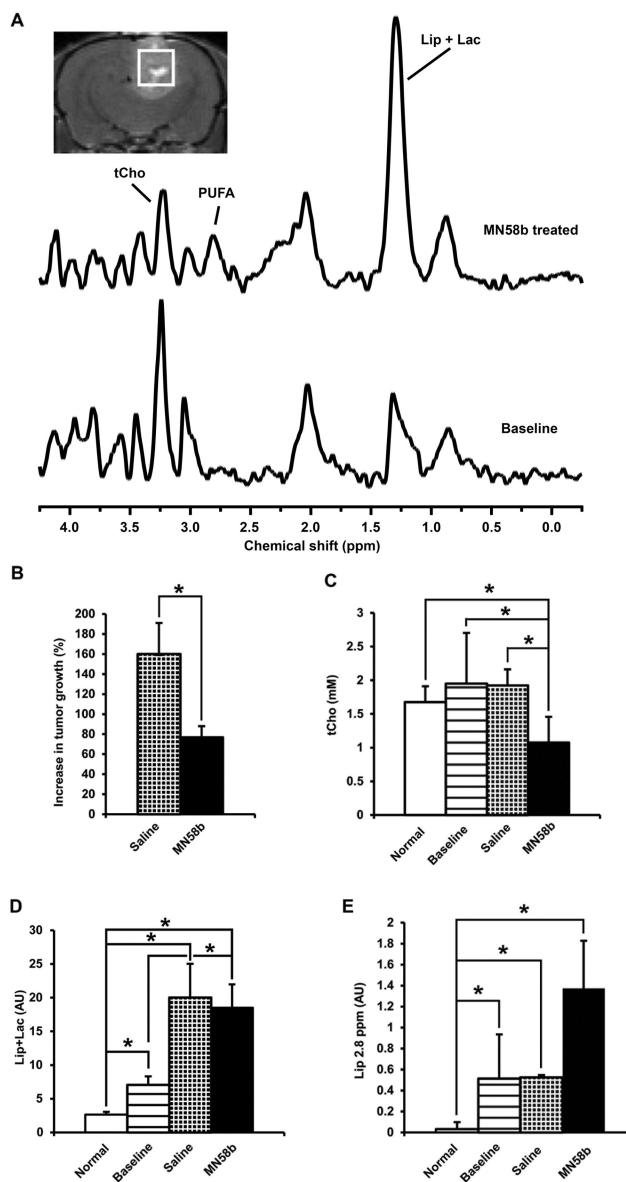 A
Lip + Lac
tCho
PUFA
MN58b treated
Baseline
4.0 3.5 3.0 2.5 2.0 1.5 1.0 0.5 0.0
Chemical shift (ppm)
B
Increase in tumor growth (%)
200
180
160
140
120
100
80
60
40
20
0
*
Saline
MN58b
C
tCho (mM)
3
2.5
2
1.5
1
0.5
0
*
*
*
Normal
Baseline
Saline
MN58b
D
Lip+Lac (AU)
30
25
20
15
10
5
0
*
*
*
*
Normal
Baseline
Saline
MN58b
E
Lip 2.8 ppm (AU)
2
1.8
1.6
1.4
1.2
1
0.8
0.6
0.4
0.2
0
*
*
*
Normal
Baseline
Saline
MN58b